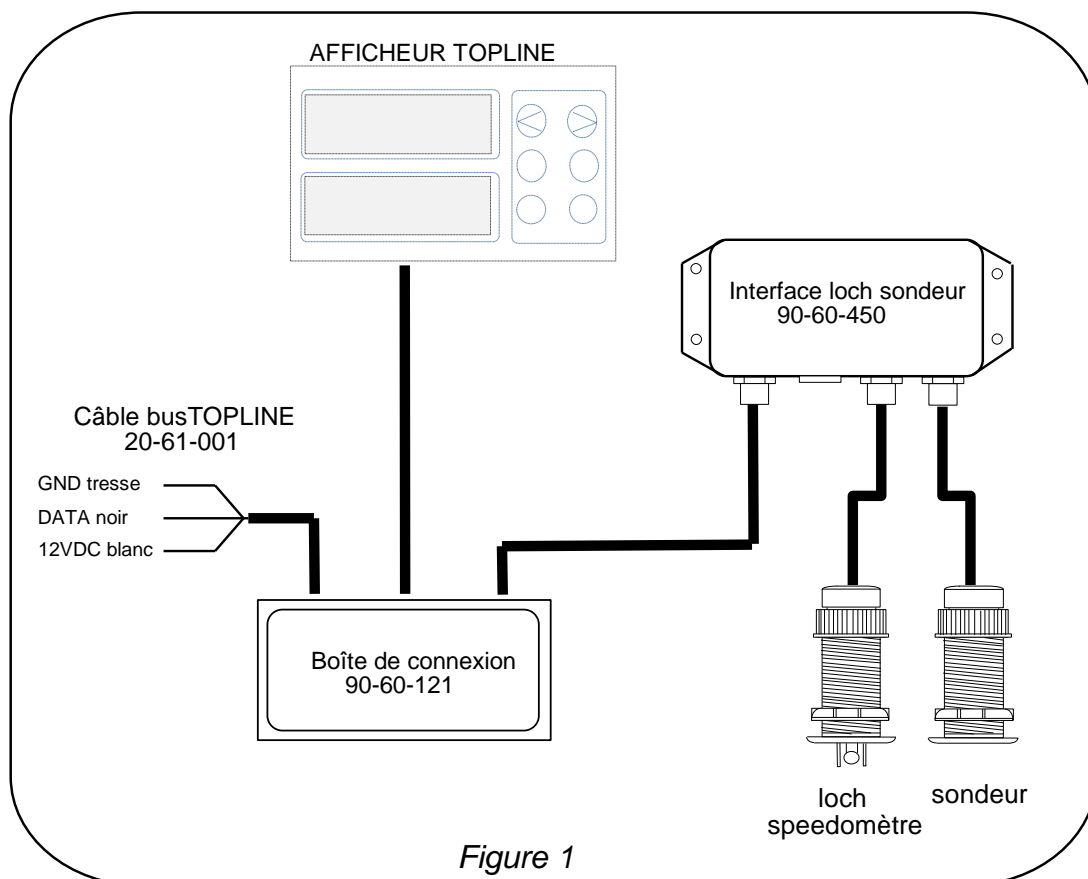 AFFICHEUR TOPLINE
Interface loch sondeur
90-60-450
Câble busTOPLINE
20-61-001
GND tresse
DATA noir
12VDC blanc
Boîte de connexion
90-60-121
loch
speedomètre
sondeur
Figure 1